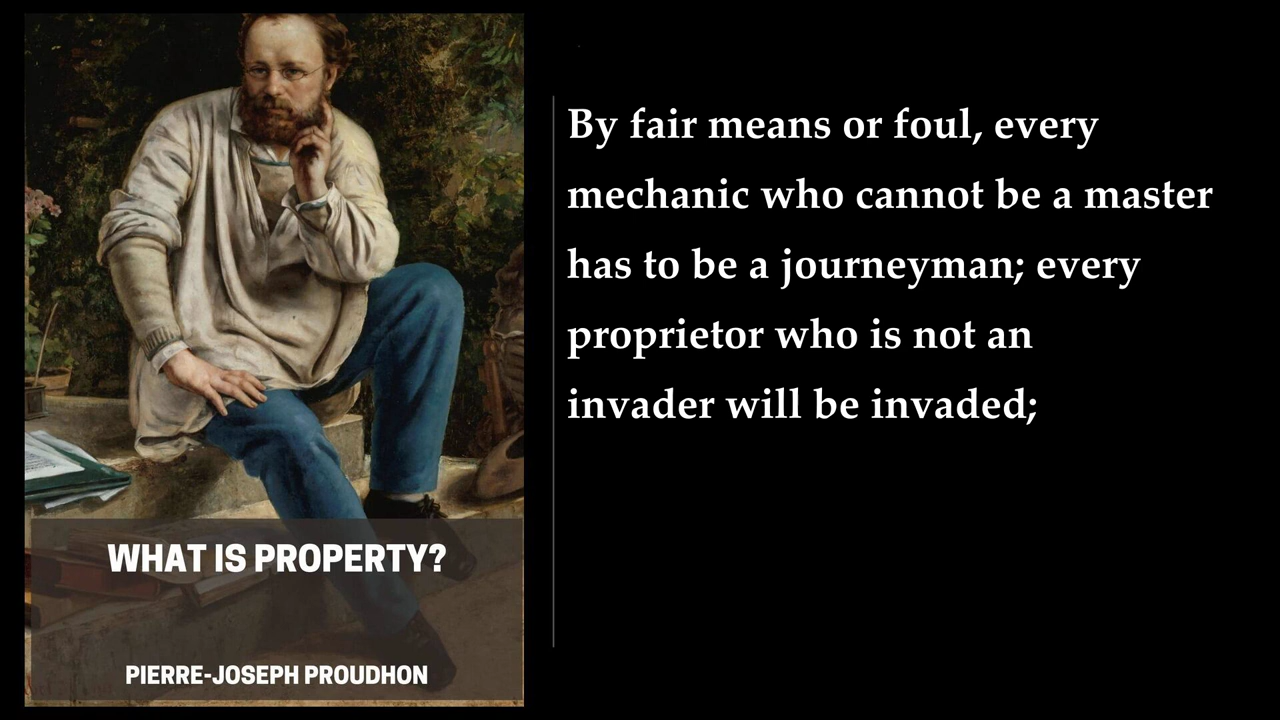 By fair means or foul, every
mechanic who cannot be a master
has to be a journeyman; every
proprietor who is not an
invader will be invaded;
WHAT IS PROPERTY?
PIERRE-JOSEPH PROUDHON